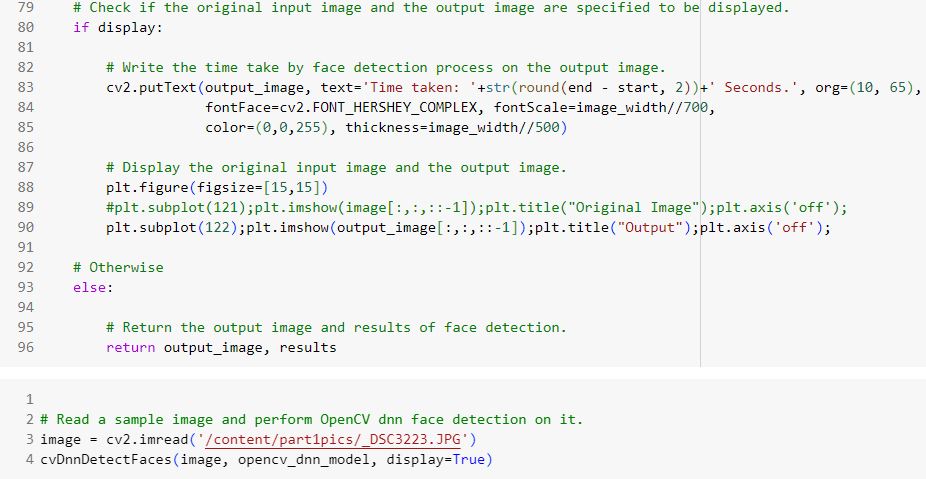 79 # Check if the original input image and the output image are specified to be displayed.
80 if display:
81
82 # Write the time take by face detection process on the output image.
83 cv2.putText(output_image, text='Time taken: '+str(round(end - start, 2))+' Seconds.', org=(10, 65),
84 fontFace=cv2.FONT_HERSHEY_COMPLEX, fontScale=image_width//700,
85 color=(0,0,255), thickness=image_width//500)
86
87 # Display the original input image and the output image.
88 plt.figure(figsize=[15,15])
89 #plt.subplot(121);plt.imshow(image[:,:,::-1]);plt.title("Original Image");plt.axis('off');
90 plt.subplot(122);plt.imshow(output_image[:,:,::-1]);plt.title("Output");plt.axis('off');
91
92 # Otherwise
93 else:
94
95 # Return the output image and results of face detection.
96 return output_image, results
1
2 # Read a sample image and perform OpenCV dnn face detection on it.
3 image = cv2.imread('/content/part1pics/_DSC3223.JPG')
4 cvDnnDetectFaces(image, opencv_dnn_model, display=True)